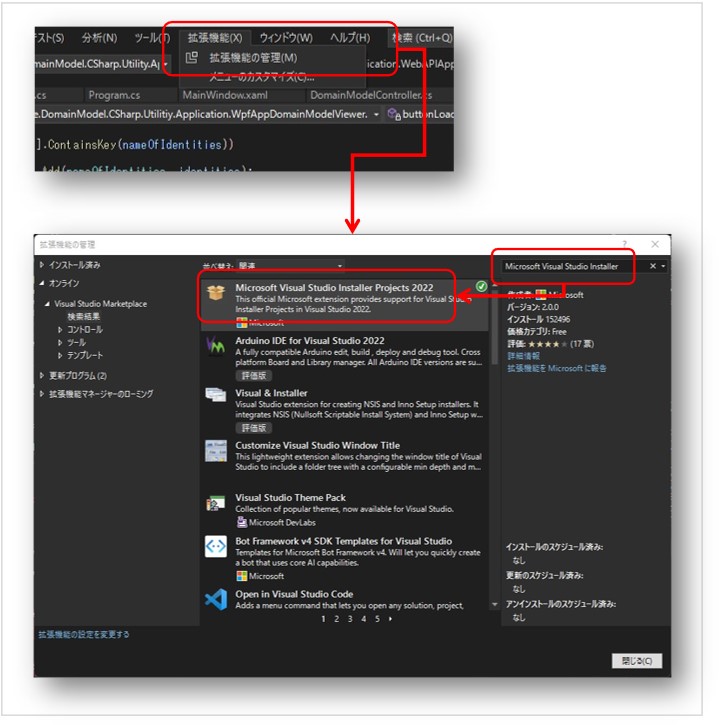 テスト(S) 分析(N) ツール(T) 拡張機能(X) ウィンドウ(W) ヘルプ(H) 検索 (Ctrl+Q)
拡張機能の管理(M)
メニューのカスタマイズ(C)...
mainModel.CSharp.Utility.Ap
ication.WebAPIApp
.cs Program.cs MainWindow.xaml DomainModelController.cs
e.DomainModel.CSharp.Utilitiy.Application.WpfAppDomainModelViewer. buttonLoad
].ContainsKey(nameOfIdentities))
Add(nameOfIdentities, identities);
拡張機能の管理
? ×
インストール済み
オンライン
Visual Studio Marketplace
検索結果
コントロール
ツール
テンプレート
更新プログラム (2)
拡張機能マネージャーのローミング
並べ替え: 関連
Microsoft Visual Studio Installer Projects 2022
This official Microsoft extension provides support for Visual Studio
Installer Projects in Visual Studio 2022.
Microsoft
Arduino IDE for Visual Studio 2022
A fully compatible Arduino edit, build , deploy and debug tool. Cross
platform Board and Library manager. All Arduino IDE versions are su...
評価版
Visual & Installer
Visual Studio extension for creating NSIS and Inno Setup installers. It
integrates NSIS (Nullsoft Scriptable Install System) and Inno Setup w...
評価版
Customize Visual Studio Window Title
This lightweight extension allows changing the window title of Visual
Studio to include a folder tree with a configurable min depth and m...
Visual Studio Theme Pack
Collection of popular themes, now available for Visual Studio.
Microsoft DevLabs
Bot Framework v4 SDK Templates for Visual Studio
Templates for Microsoft Bot Framework v4. Will let you quickly create
a bot that uses core AI capabilities.
Microsoft
Open in Visual Studio Code
Adds a menu command that lets you open any solution, project,
1 2 3 4 5
Microsoft Visual Studio Installer
作成者: Microsoft
バージョン: 2.0.0
インストール 152496
価格カテゴリ: Free
評価: ★★★★★ (17 票)
詳細情報
拡張機能を Microsoft に報告
インストールのスケジュール済み:
なし
更新のスケジュール済み:
なし
アンインストールのスケジュール済み:
なし
拡張機能の設定を変更する
閉じる(C)